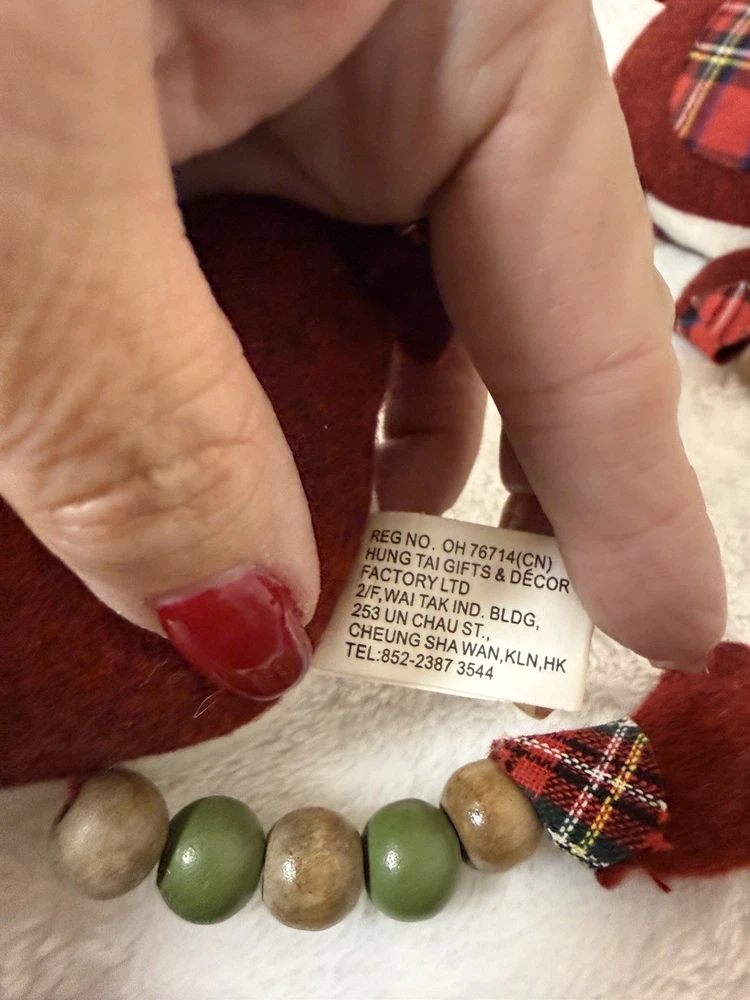 REG NO. OH 76714(CN)
HUNG TAI GIFTS & DÉCOR
FACTORY LTD
2/F,WAI TAK IND. BLDG,
253 UN CHAU ST.,
CHEUNG SHA WAN,KLN,HK
TEL:852-2387 3544